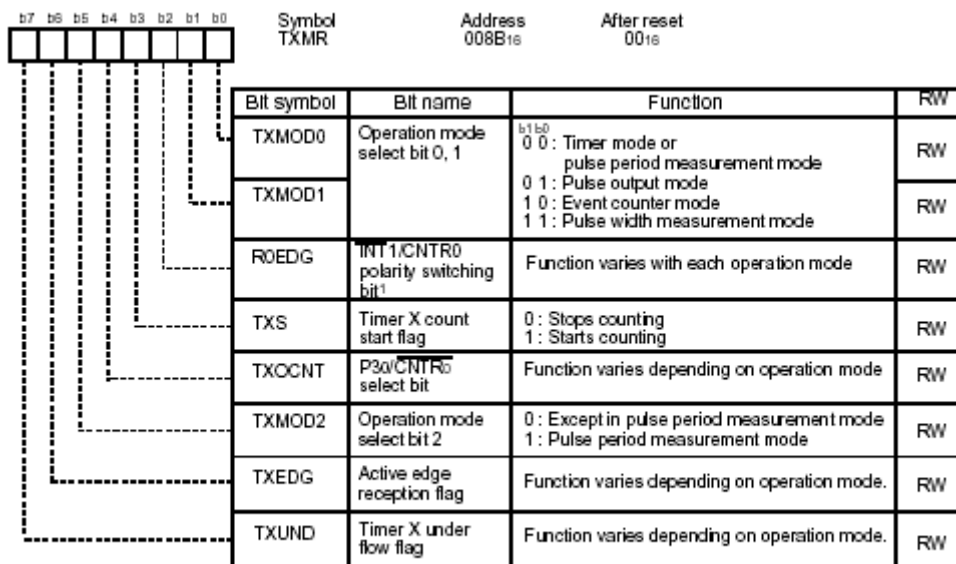 b7 b6 b5 b4 b3 b2 b1 b0
Symbol Address After reset
TXMR 008B16 0016
Bit symbol Bit name Function RW
TXMOD0 Operation mode select bit 0, 1 RW
b1 b0
0 0 : Timer mode or
pulse period measurement mode
0 1 : Pulse output mode
1 0 : Event counter mode
1 1 : Pulse width measurement mode
TXMOD1 RW
R0EDG INT1/CNTR0 polarity switching bit1 Function varies with each operation mode RW
TXS Timer X count start flag RW
0 : Stops counting
1 : Starts counting
TXOCNT P30/CNTR0 select bit Function varies depending on operation mode RW
TXMOD2 Operation mode select bit 2 RW
0 : Except in pulse period measurement mode
1 : Pulse period measurement mode
TXEDG Active edge reception flag Function varies depending on operation mode. RW
TXUND Timer X under flow flag Function varies depending on operation mode. RW